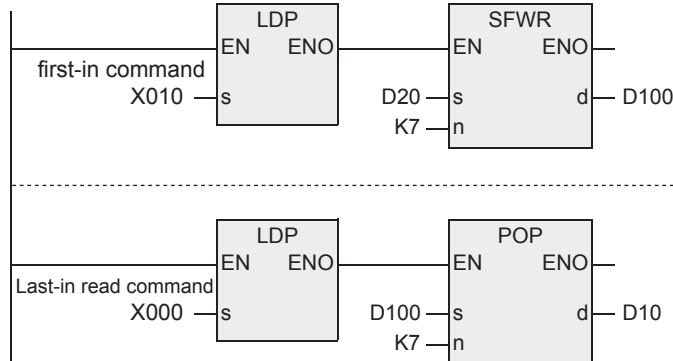 LDP SFWR
EN ENO EN ENO
first-in command
X010 s D20 s d D100
K7 n
LDP POP
EN ENO EN ENO
Last-in read command
X000 s D100 s d D10
K7 n